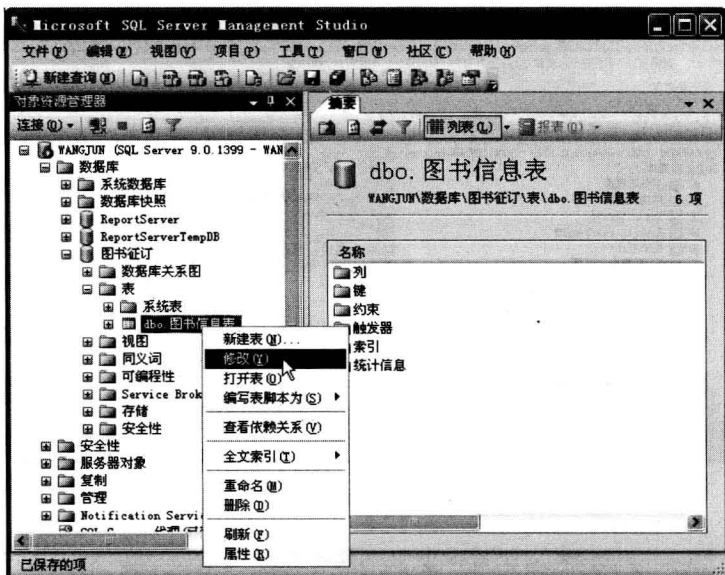 Microsoft SQL Server Management Studio
文件(F) 编辑(E) 视图(V) 项目(P) 工具(T) 窗口(W) 社区(C) 帮助(H)
新建查询(N)
对象资源管理器
连接(O)
WANGJUN (SQL Server 9.0.1399 - WAN
数据库
系统数据库
数据库快照
ReportServer
ReportServerTempDB
图书征订
数据库关系图
表
系统表
dbo.图书信息表
视图
同义词
可编程性
Service Brok
存储
安全性
安全性
服务器对象
复制
管理
Notification Servi
新建表(N)...
修改(Y)
打开表(O)
编写表脚本为(S)
查看依赖关系(V)
全文索引(T)
重命名(M)
删除(D)
刷新(F)
属性(R)
摘要
列表(L) 报表(R)
dbo.图书信息表
WANGJUN\数据库\图书征订\表\dbo.图书信息表 6 项
名称
列
键
约束
触发器
索引
统计信息
已保存的项